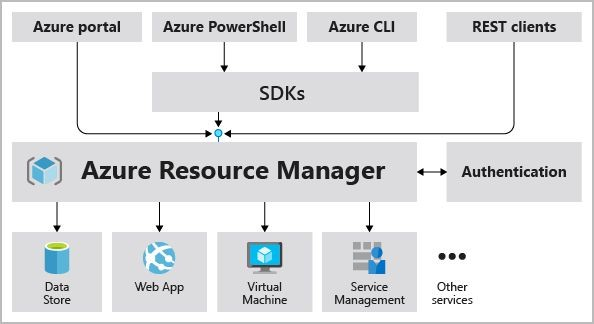 Azure portal
Azure PowerShell
Azure CLI
REST clients
SDKs
Azure Resource Manager
Authentication
Data
Store
Web App
Virtual
Machine
Service
Management
Other
services